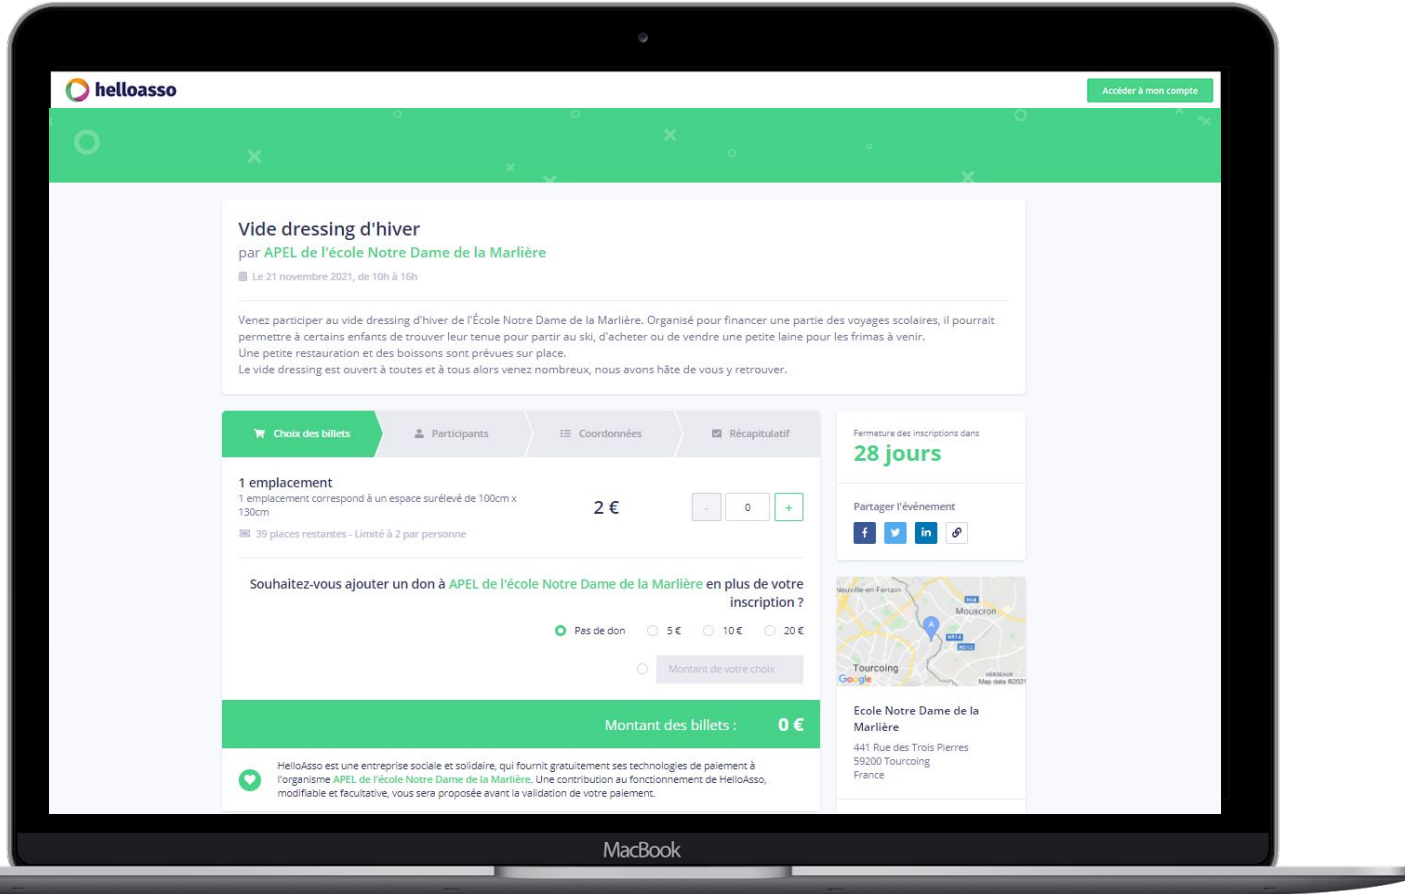 helloasso
Accéder à mon compte
Vide dressing d'hiver
par APEL de l'école Notre Dame de la Marlière
Le 21 novembre 2021, de 10h à 16h
Venez participer au vide dressing d'hiver de l'École Notre Dame de la Marlière. Organisé pour financer une partie des voyages scolaires, il pourrait
permettre à certains enfants de trouver leur tenue pour partir au ski, d'acheter ou de vendre une petite laine pour les frimas à venir.
Une petite restauration et des boissons sont prévues sur place.
Le vide dressing est ouvert à toutes et à tous alors venez nombreux, nous avons hâte de vous y retrouver.
Choix des billets
Participants
Coordonnées
Récapitulatif
1 emplacement
1 emplacement correspond à un espace surélevé de 100cm x
130cm
39 places restantes - Limité à 2 par personne
2 €
- 0 +
Souhaitez-vous ajouter un don à APEL de l'école Notre Dame de la Marlière en plus de votre
inscription ?
Pas de don 5 € 10 € 20 €
Montant de votre choix
Montant des billets : 0 €
HelloAsso est une entreprise sociale et solidaire, qui fournit gratuitement ses technologies de paiement à
l'organisme APEL de l'école Notre Dame de la Marlière. Une contribution au fonctionnement de HelloAsso,
modifiable et facultative, vous sera proposée avant la validation de votre paiement.
Fermeture des inscriptions dans
28 jours
Partager l'événement
f in
Neuville-en-Ferrain
Mouscron
A
N514
Tourcoing
HERSEAUX
Google
Map data ©2021
Ecole Notre Dame de la
Marlière
441 Rue des Trois Pierres
59200 Tourcoing
France
MacBook